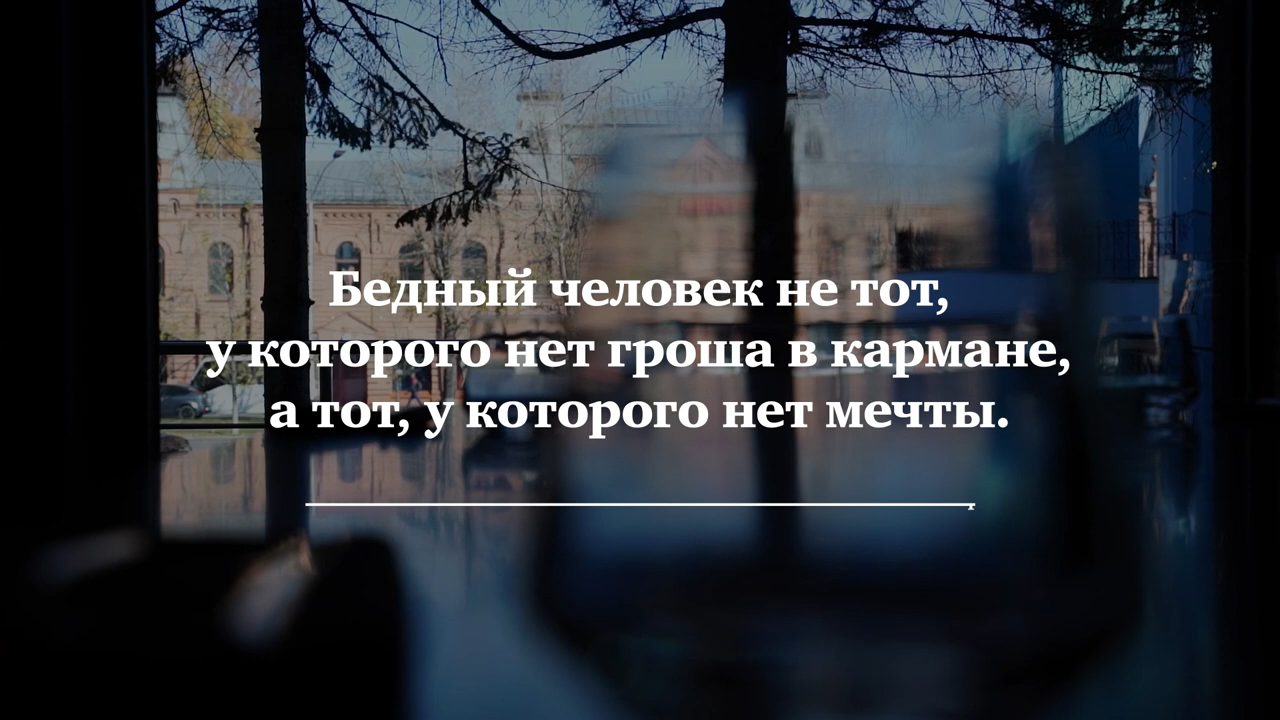 Бедный человек не тот,
у которого нет гроша в кармане,
а тот, у которого нет мечты.